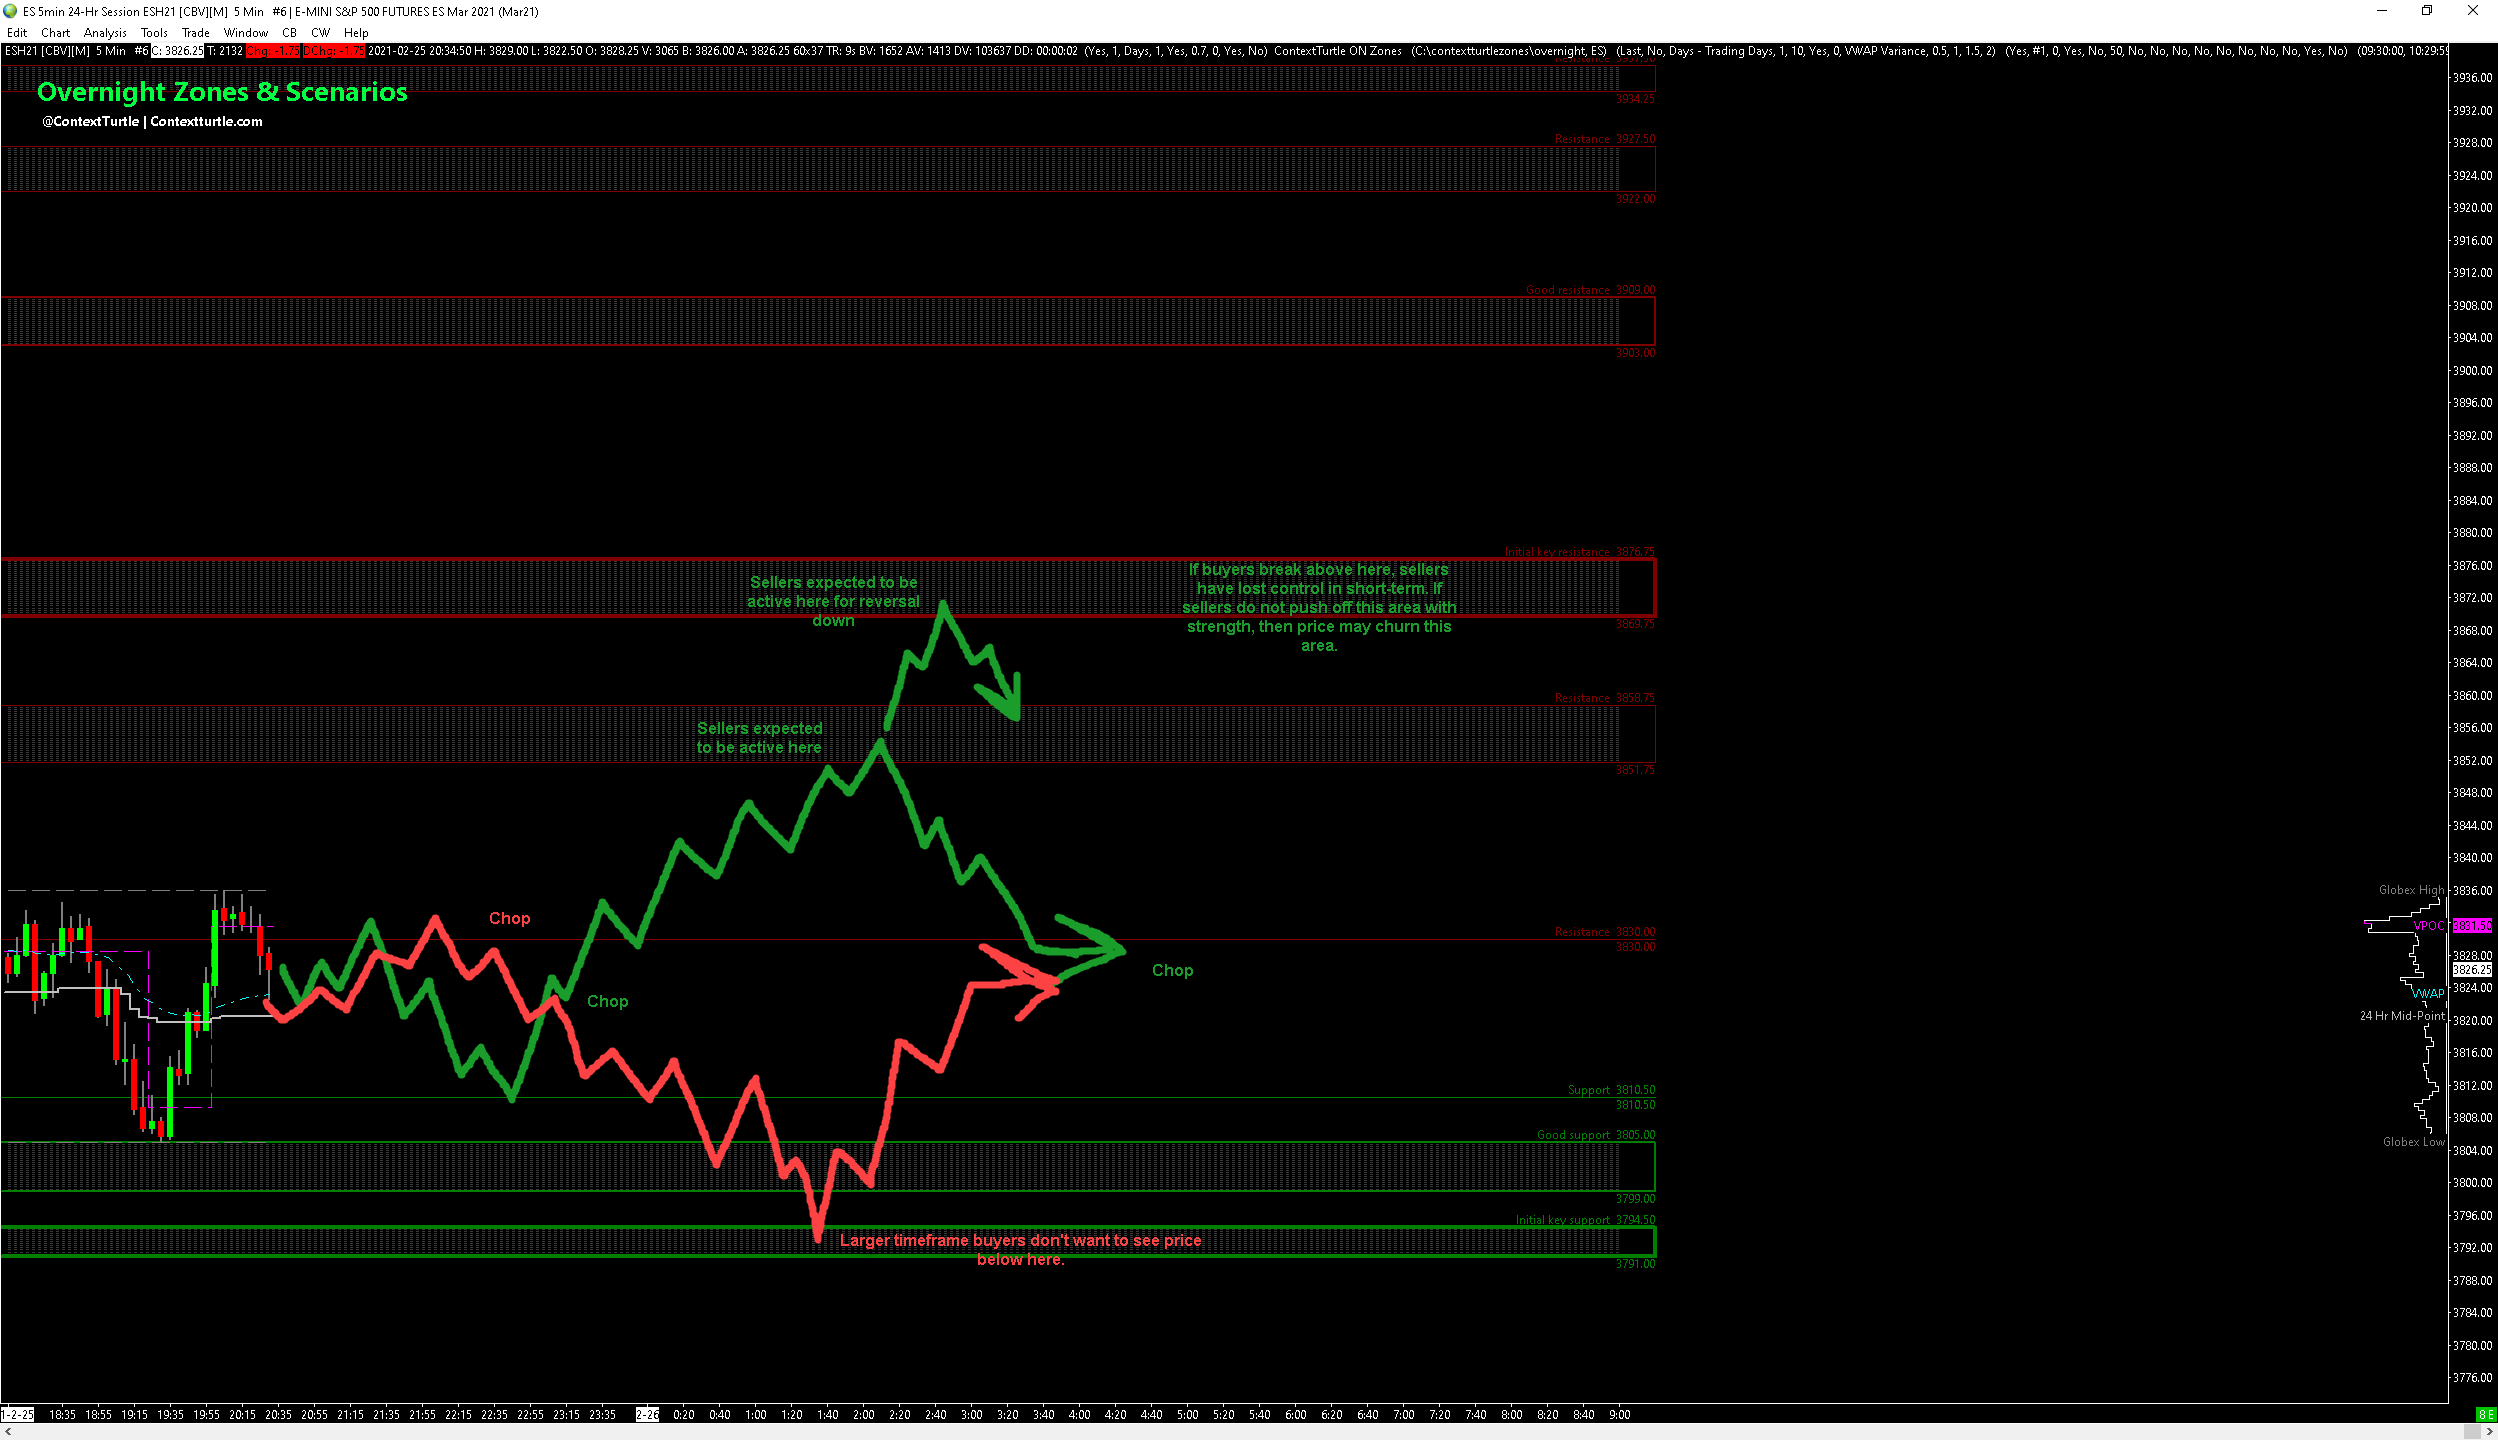 ES 5min 24-Hr Session ESH21 [CBV][M]  5 Min   #6 | E-MINI S&P 500 FUTURES ES Mar 2021 (Mar21)
Edit Chart Analysis Tools Trade Window CB CW Help
ESH21 [CBV][M]  5 Min   #6 C: 3826.25 T: 2132 Chg: -1.75 DChg: -1.75 2021-02-25 20:34:50 H: 3829.00 L: 3822.50 O: 3828.25 V: 3065 B: 3826.00 A: 3826.25 60x37 TR: 9s BV: 1652 AV: 1413 DV: 103637 DD: 00:00:02  (Yes, 1, Days, 1, Yes, 0.7, 0, Yes, No)  ContextTurtle ON Zones   (C:\contextturtlezones\overnight, ES)   (Last, No, Days - Trading Days, 1, 10, Yes, 0, VWAP Variance, 0.5, 1, 1.5, 2)   (Yes, #1, 0, Yes, No, 50, No, No, No, No, No, No, No, No, Yes, No)   (09:30:00, 10:29:59
Overnight Zones & Scenarios
@ContextTurtle | Contextturtle.com
Resistance 3937.50
3934.25
Resistance 3927.50
3922.00
Good resistance 3909.00
3903.00
Initial key resistance 3876.75
3869.75
Sellers expected to be
active here for reversal
down
If buyers break above here, sellers
have lost control in short-term. If
sellers do not push off this area with
strength, then price may churn this
area.
Resistance 3858.75
3851.75
Sellers expected
to be active here
Chop
Resistance 3830.00
3830.00
Chop
Chop
Support 3810.50
3810.50
Good support 3805.00
3799.00
Initial key support 3794.50
3791.00
Larger timeframe buyers don't want to see price
below here.
Globex High
VPOC
VWAP
24 Hr Mid-Point
Globex Low
3936.00
3932.00
3928.00
3924.00
3920.00
3916.00
3912.00
3908.00
3904.00
3900.00
3896.00
3892.00
3888.00
3884.00
3880.00
3876.00
3872.00
3868.00
3864.00
3860.00
3856.00
3852.00
3848.00
3844.00
3840.00
3836.00
3831.50
3828.00
3826.25
3824.00
3820.00
3816.00
3812.00
3808.00
3804.00
3800.00
3796.00
3792.00
3788.00
3784.00
3780.00
3776.00
1-2-25 18:35 18:55 19:15 19:35 19:55 20:15 20:35 20:55 21:15 21:35 21:55 22:15 22:35 22:55 23:15 23:35 2-26 0:20 0:40 1:00 1:20 1:40 2:00 2:20 2:40 3:00 3:20 3:40 4:00 4:20 4:40 5:00 5:20 5:40 6:00 6:20 6:40 7:00 7:20 7:40 8:00 8:20 8:40 9:00
8 E